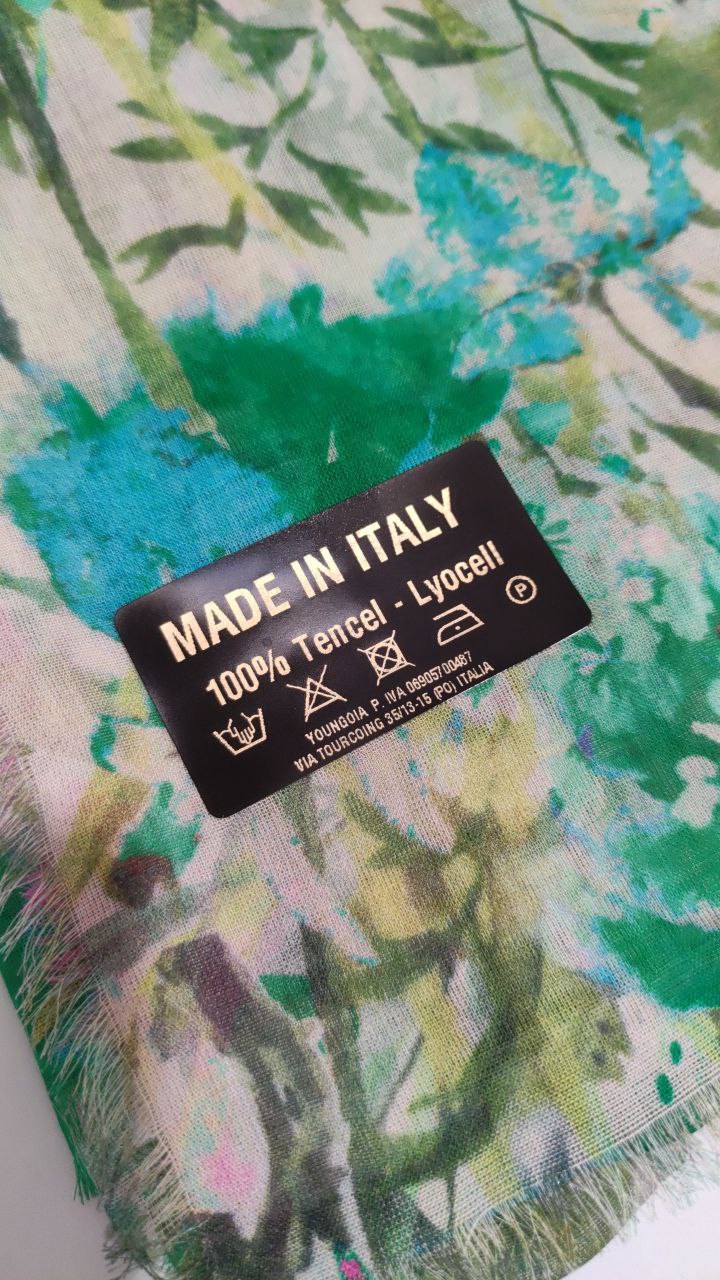 MADE IN ITALY
100% Tencel - Lyocell
P
YOUNGOIA P. IVA 06905700487
VIA TOURCOING 35/13-15 (PO) ITALIA